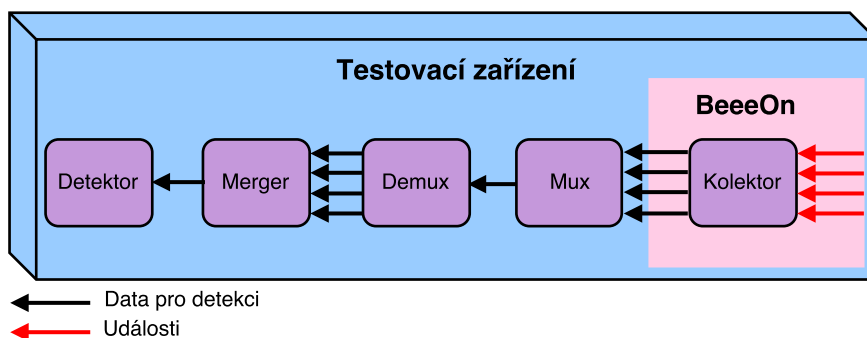 Testovací zařízení
BeeeOn
Detektor
Merger
Demux
Mux
Kolektor
Data pro detekci
Události